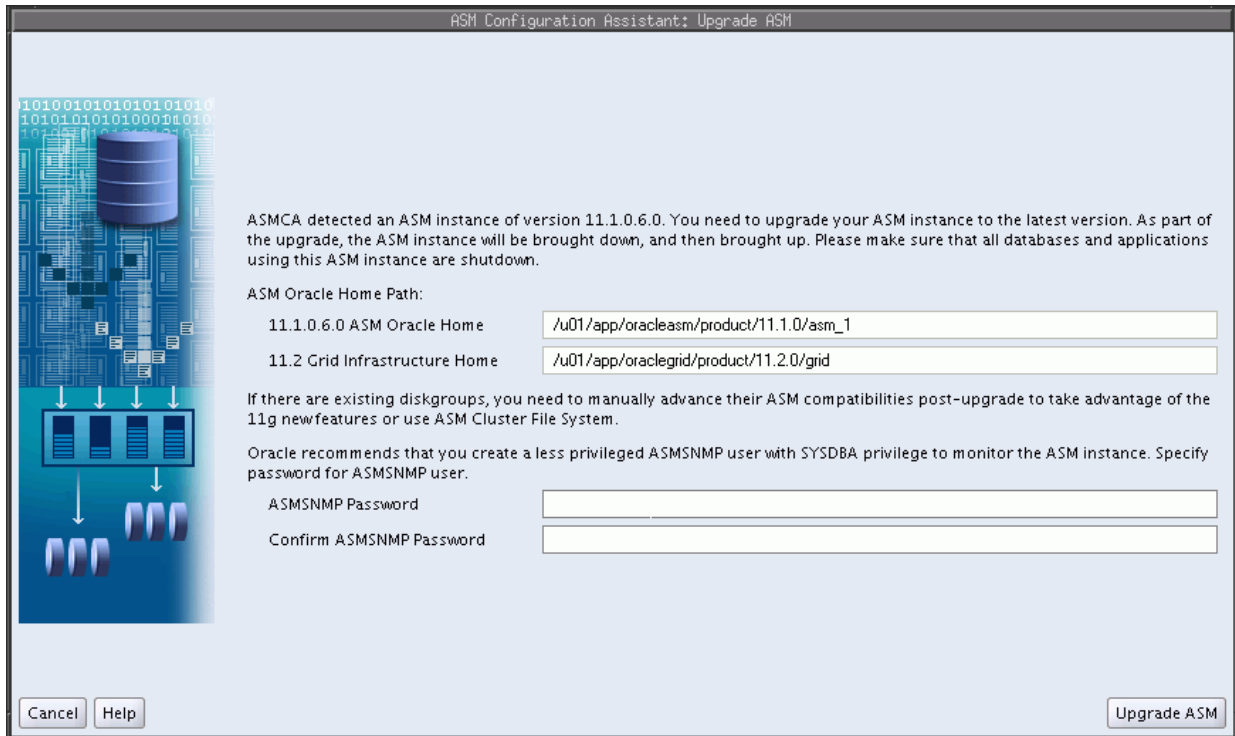 ASM Configuration Assistant: Upgrade ASM
ASMCA detected an ASM instance of version 11.1.0.6.0. You need to upgrade your ASM instance to the latest version. As part of
the upgrade, the ASM instance will be brought down, and then brought up. Please make sure that all databases and applications
using this ASM instance are shutdown.
ASM Oracle Home Path:
11.1.0.6.0 ASM Oracle Home /u01/app/oracleasm/product/11.1.0/asm_1
11.2 Grid Infrastructure Home /u01/app/oraclegrid/product/11.2.0/grid
If there are existing diskgroups, you need to manually advance their ASM compatibilities post-upgrade to take advantage of the
11g new features or use ASM Cluster File System.
Oracle recommends that you create a less privileged ASMSNMP user with SYSDBA privilege to monitor the ASM instance. Specify
password for ASMSNMP user.
ASMSNMP Password
Confirm ASMSNMP Password
Cancel Help Upgrade ASM